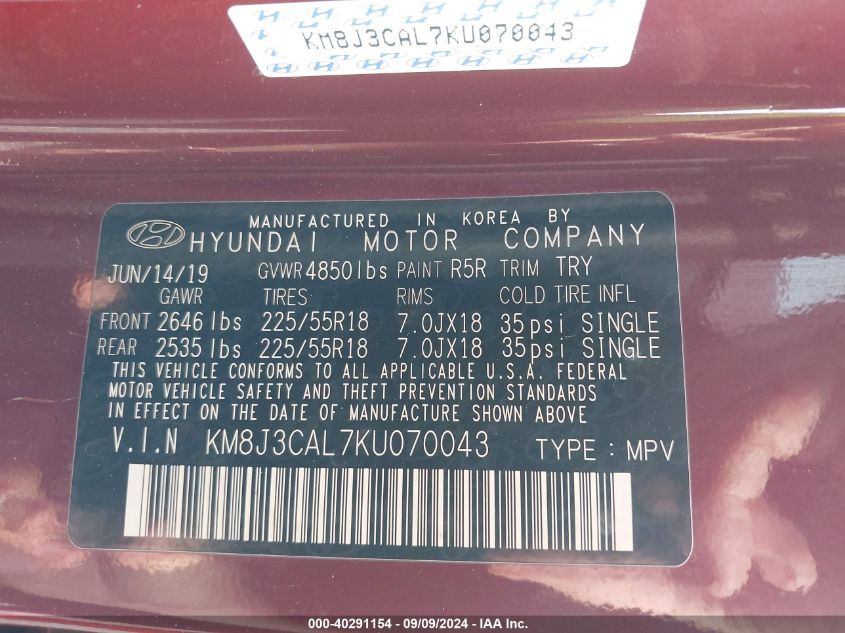 KM8J3CAL7KU070043
MANUFACTURED IN KOREA BY
HYUNDAI MOTOR COMPANY
JUN/14/19 GVWR 4850lbs PAINT R5R TRIM TRY
GAWR TIRES RIMS COLD TIRE INFL
FRONT 2646 lbs 225/55R18 7.0JX18 35psi SINGLE
REAR 2535 lbs 225/55R18 7.0JX18 35psi SINGLE
THIS VEHICLE CONFORMS TO ALL APPLICABLE U.S.A. FEDERAL
MOTOR VEHICLE SAFETY AND THEFT PREVENTION STANDARDS
IN EFFECT ON THE DATE OF MANUFACTURE SHOWN ABOVE
V.I.N KM8J3CAL7KU070043 TYPE : MPV
000-40291154 - 09/09/2024 - IAA Inc.